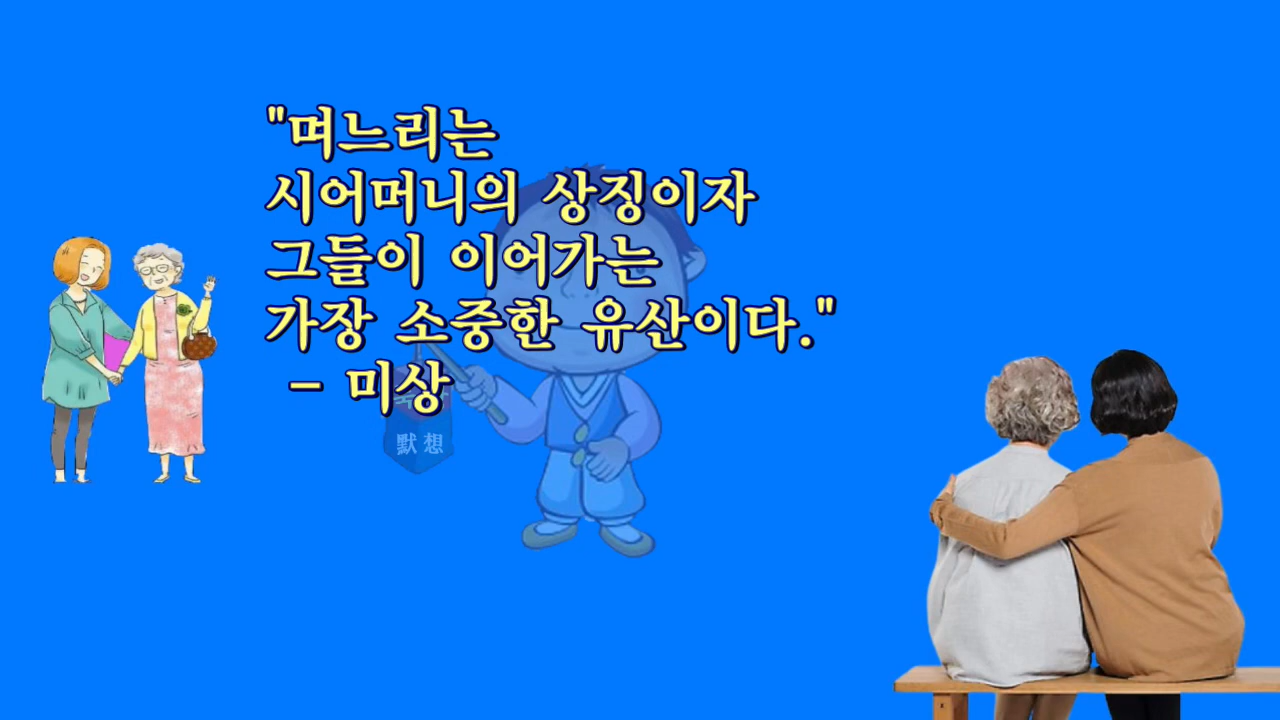 "며느리는
시어머니의 상징이자
그들이 이어가는
가장 소중한 유산이다."
- 미상
默想